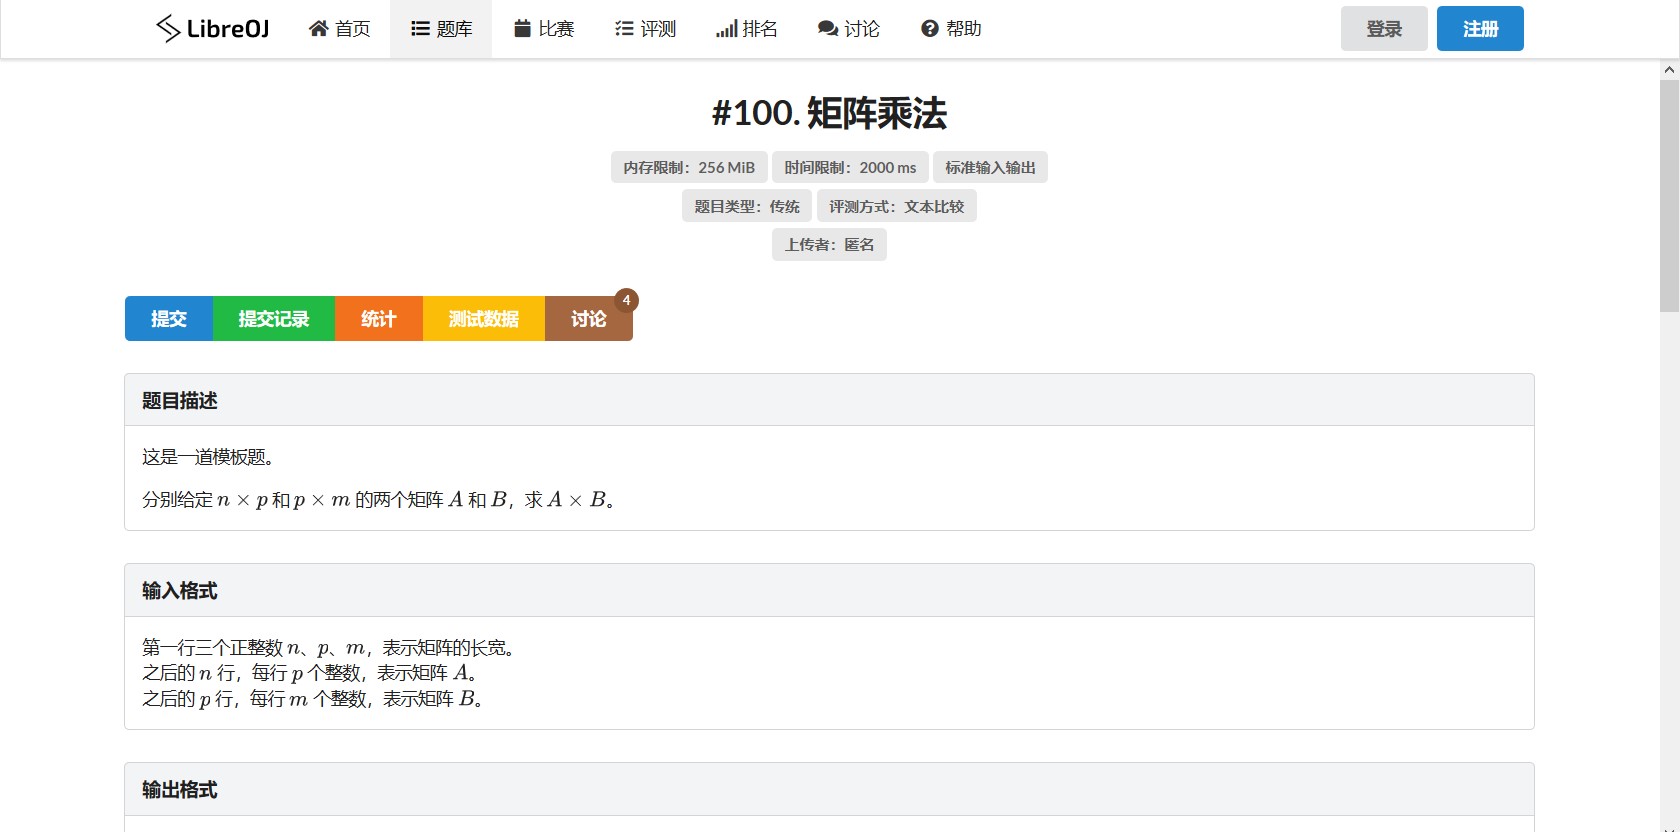 LibreOJ 首页 题库 比赛 评测 排名 讨论 帮助 登录 注册
#100. 矩阵乘法
内存限制：256 MiB 时间限制：2000 ms 标准输入输出
题目类型：传统 评测方式：文本比较
上传者：匿名
提交 提交记录 统计 测试数据 讨论 4
题目描述
这是一道模板题。
分别给定 n × p 和 p × m 的两个矩阵 A 和 B，求 A × B。
输入格式
第一行三个正整数 n、p、m，表示矩阵的长宽。
之后的 n 行，每行 p 个整数，表示矩阵 A。
之后的 p 行，每行 m 个整数，表示矩阵 B。
输出格式